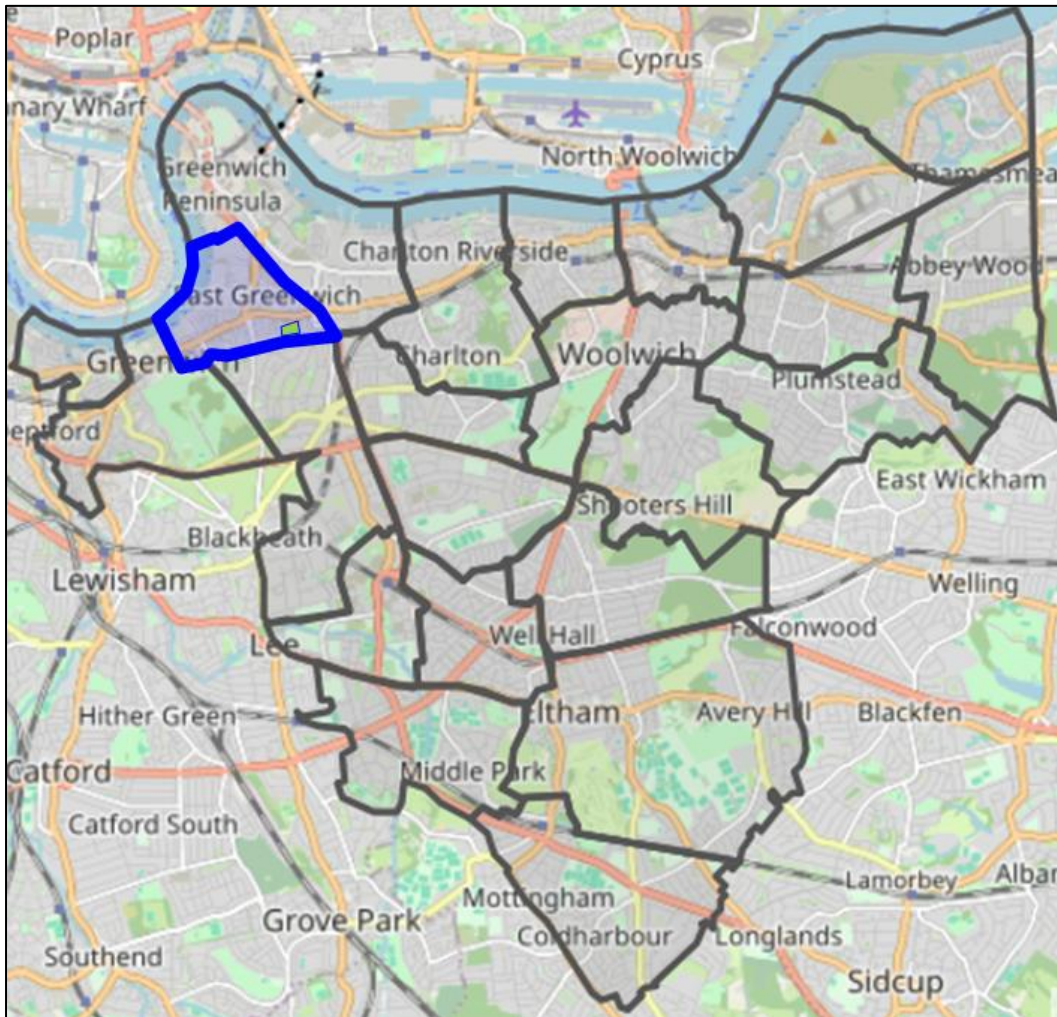 Poplar
Cyprus
nary Wharf
Greenwich
Peninsula
North Woolwich
Thamesmea
Charlton Riverside
Abbey Wood
East Greenwich
Greenwich
Charlton
Woolwich
Plumstead
eptford
East Wickham
Shooters Hill
Blackheath
Lewisham
Welling
Lee
Well Hall
Falconwood
Hither Green
Eltham
Avery Hill
Blackfen
Catford
Middle Park
Catford South
Lamorbey
Alban
Mottingham
Grove Park
Coldharbour
Longlands
Southend
Sidcup